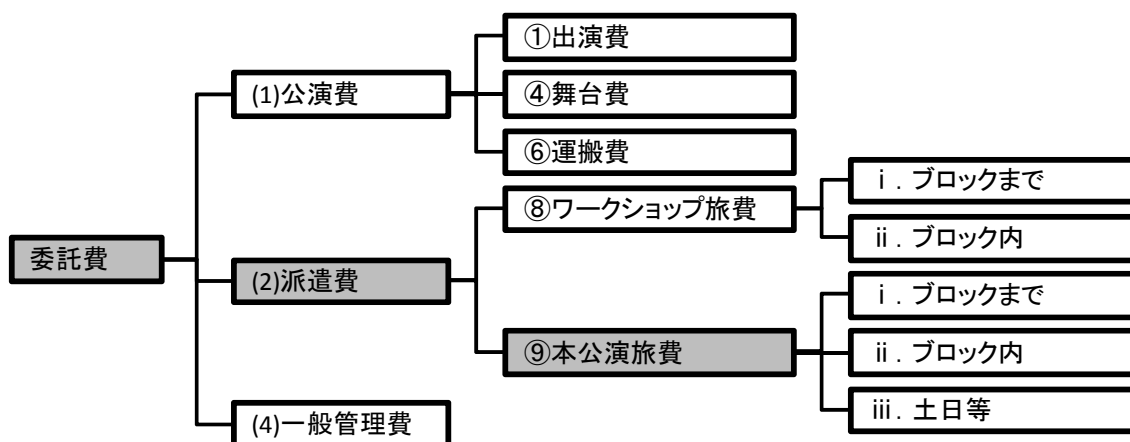 委託費
(1)公演費
①出演費
④舞台費
⑥運搬費
(2)派遣費
⑧ワークショップ旅費
ⅰ．ブロックまで
ⅱ．ブロック内
⑨本公演旅費
ⅰ．ブロックまで
ⅱ．ブロック内
ⅲ．土日等
(4)一般管理費